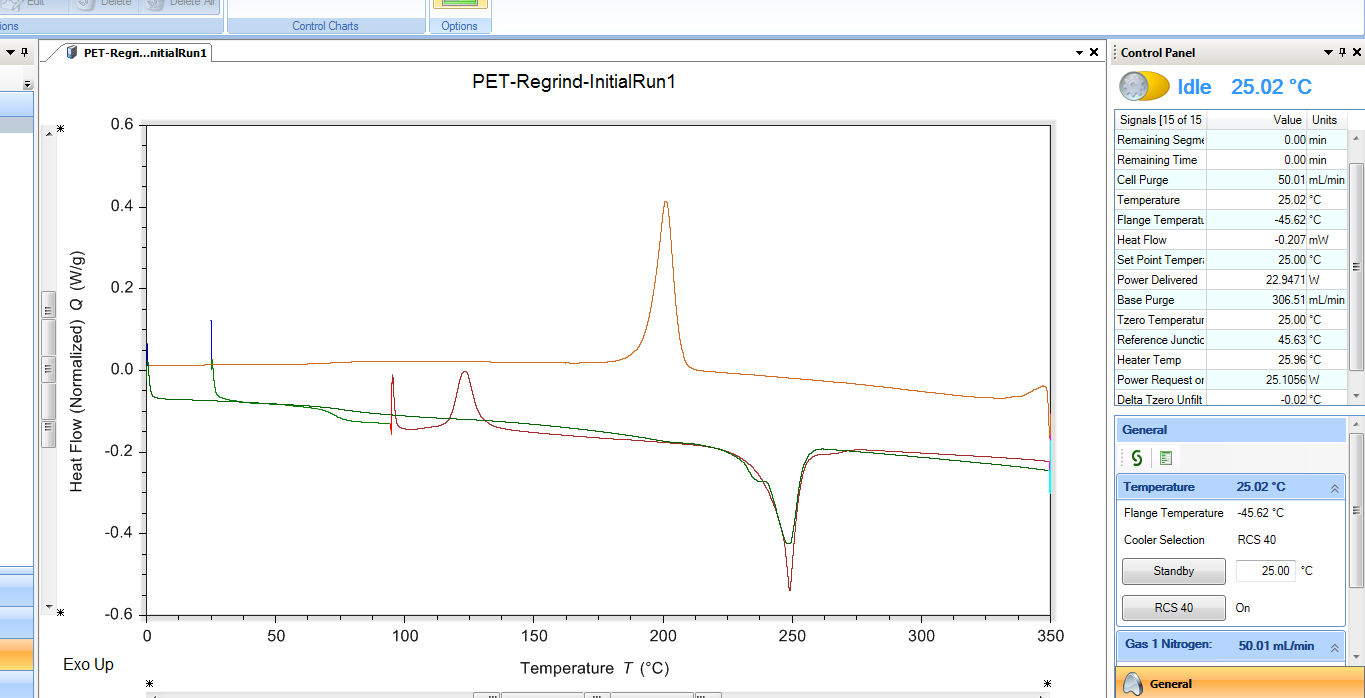 Edit
Delete
Delete All
ions
Control Charts
Options
PET-Regri...nitialRun1
PET-Regrind-InitialRun1
0.6
0.4
0.2
0.0
-0.2
-0.4
-0.6
Heat Flow (Normalized) Q (W/g)
0 50 100 150 200 250 300 350
Exo Up
Temperature T (°C)
Control Panel
Idle 25.02 °C
Signals [15 of 15 Value Units
Remaining Segme 0.00 min
Remaining Time 0.00 min
Cell Purge 50.01 mL/min
Temperature 25.02 °C
Flange Temperatu -45.62 °C
Heat Flow -0.207 mW
Set Point Tempera 25.00 °C
Power Delivered 22.9471 W
Base Purge 306.51 mL/min
Tzero Temperatur 25.00 °C
Reference Junctic 45.63 °C
Heater Temp 25.96 °C
Power Request or 25.1056 W
Delta Tzero Unfilt -0.02 °C
General
Temperature 25.02 °C
Flange Temperature -45.62 °C
Cooler Selection RCS 40
Standby 25.00 °C
RCS 40 On
Gas 1 Nitrogen: 50.01 mL/min
General